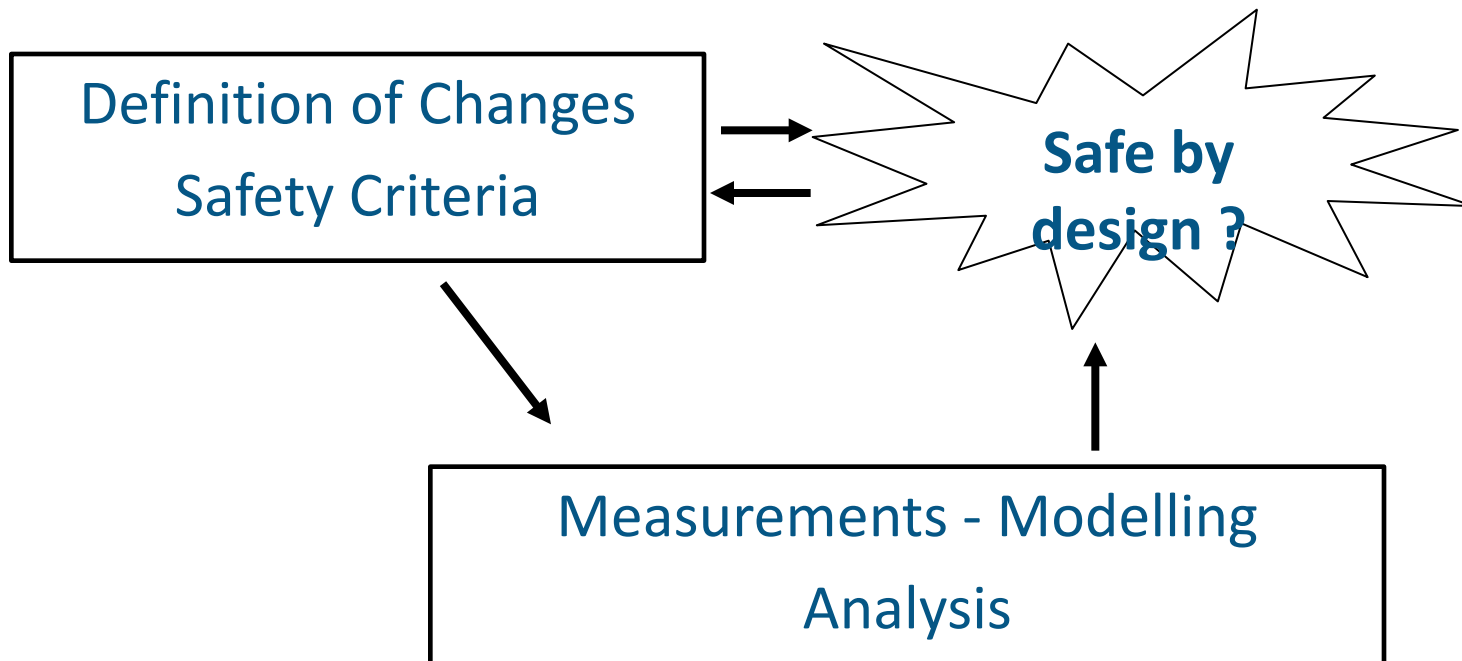 Definition of Changes
Safety Criteria
Safe by
design ?
Measurements - Modelling
Analysis